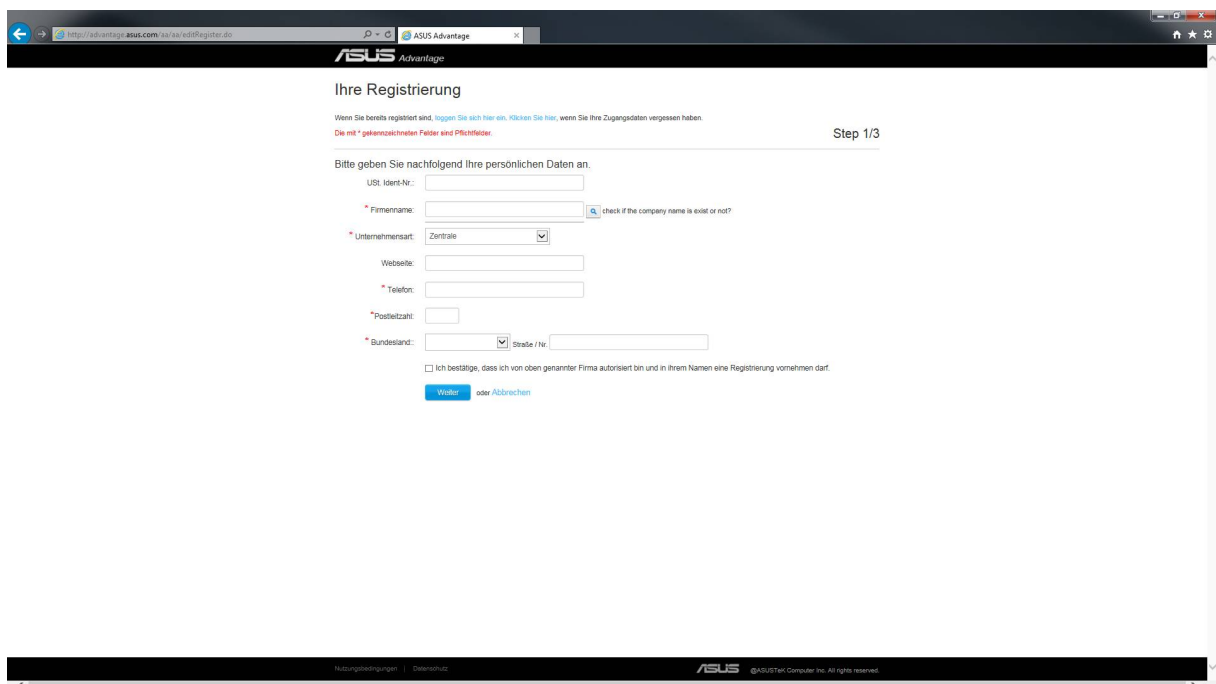 http://advantage.asus.com/aa/aa/editRegister.do
ASUS Advantage
ASUS Advantage
Ihre Registrierung
Wenn Sie bereits registriert sind, loggen Sie sich hier ein. Klicken Sie hier, wenn Sie Ihre Zugangsdaten vergessen haben.
Die mit * gekennzeichneten Felder sind Pflichtfelder.
Step 1/3
Bitte geben Sie nachfolgend Ihre persönlichen Daten an.
USt. Ident-Nr.:
* Firmenname: check if the company name is exist or not?
* Unternehmensart: Zentrale
Webseite:
* Telefon:
*Postleitzahl:
* Bundesland:: Straße / Nr.
Ich bestätige, dass ich von oben genannter Firma autorisiert bin und in ihrem Namen eine Registrierung vornehmen darf.
Weiter oder Abbrechen
Nutzungsbedingungen | Datenschutz
ASUS @ASUSTeK Computer Inc. All rights reserved.